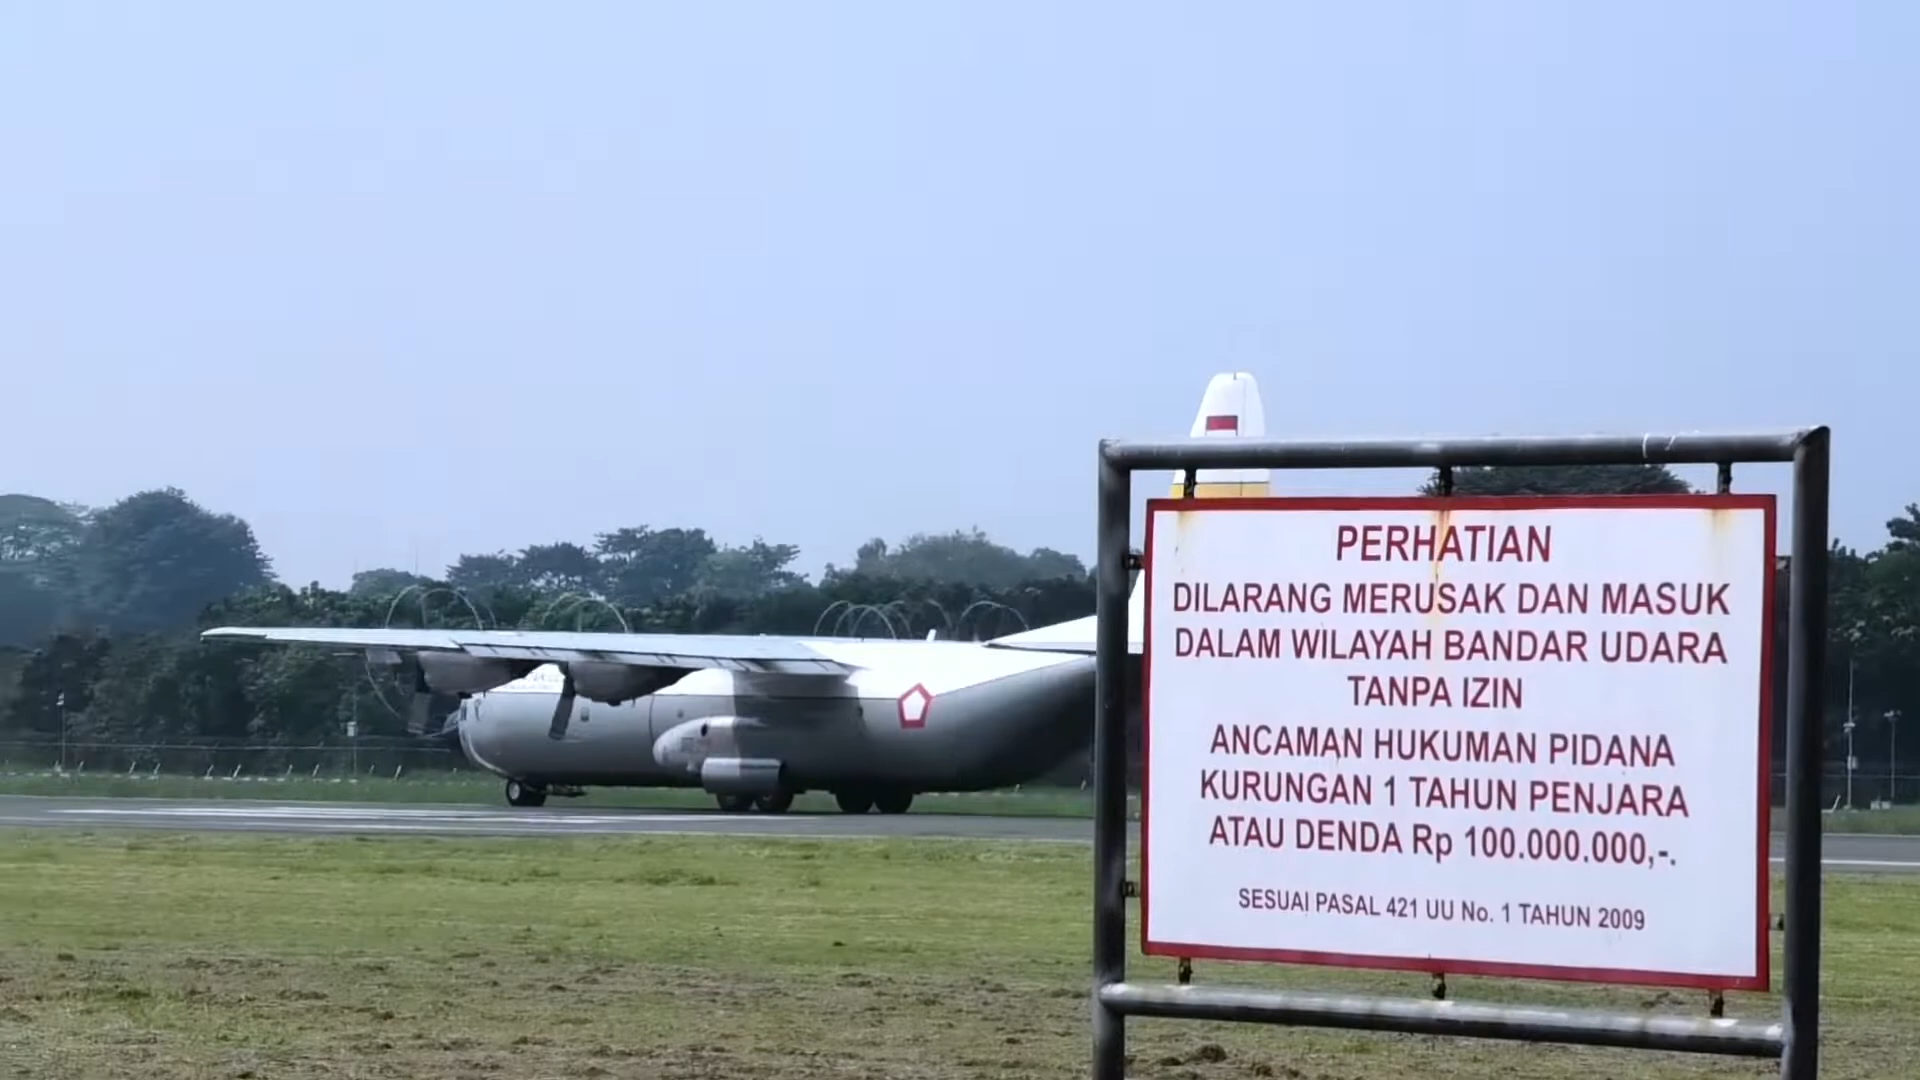 PERHATIAN
DILARANG MERUSAK DAN MASUK
DALAM WILAYAH BANDAR UDARA
TANPA IZIN
ANCAMAN HUKUMAN PIDANA
KURUNGAN 1 TAHUN PENJARA
ATAU DENDA Rp 100.000.000,-.
SESUAI PASAL 421 UU No. 1 TAHUN 2009